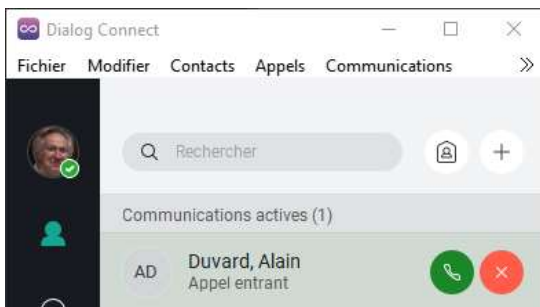 Dialog Connect
Fichier Modifier Contacts Appels Communications
Rechercher
Communications actives (1)
AD
Duvard, Alain
Appel entrant